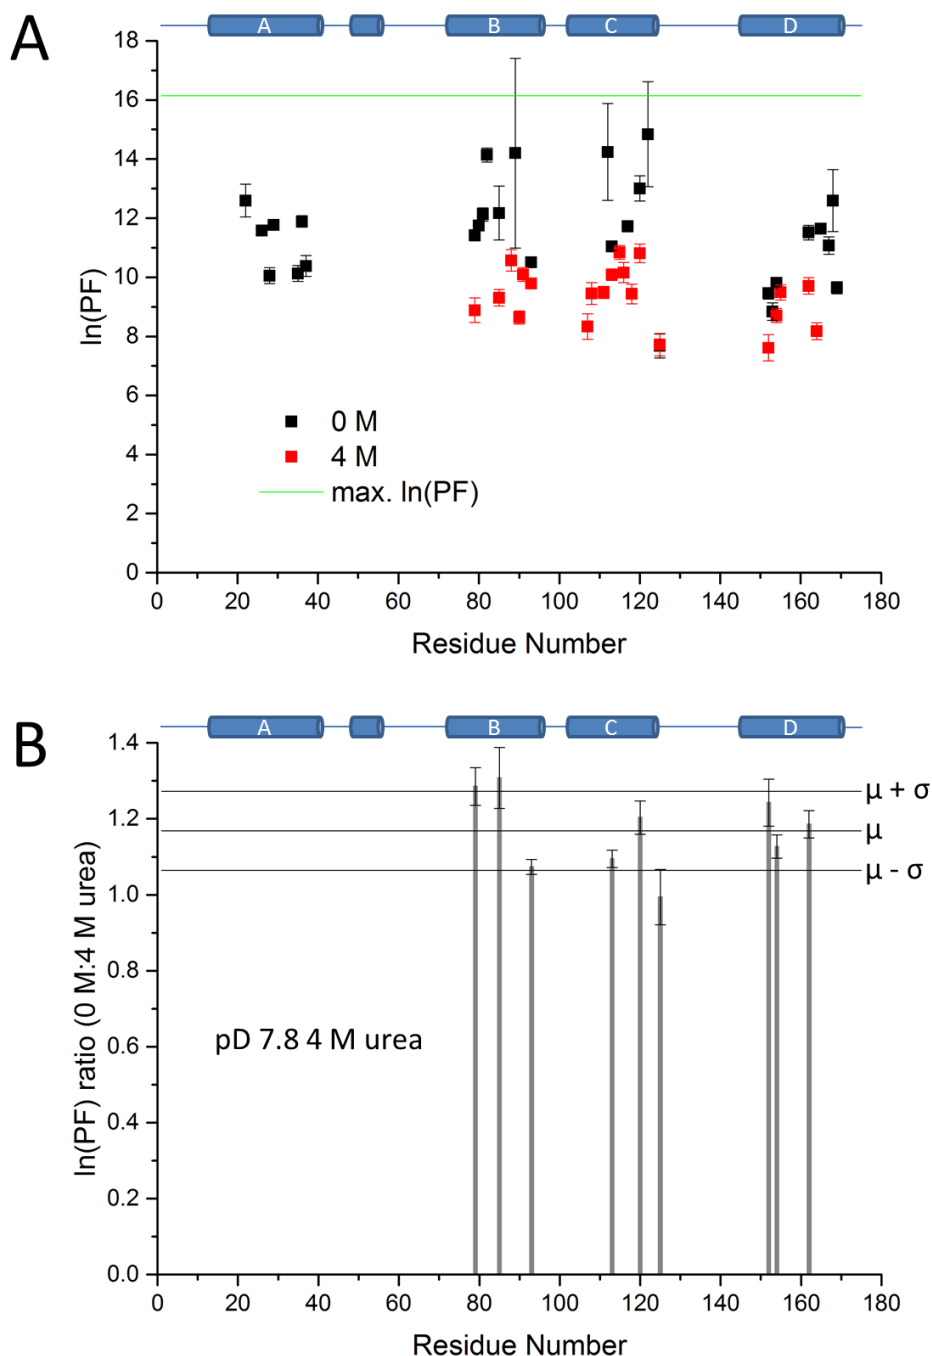 A
A B C D
18
16
14
12
10
8
6
4
2
0
ln(PF)
0 M
4 M
max. ln(PF)
0 20 40 60 80 100 120 140 160 180
Residue Number
B
A B C D
1.4
1.2
1.0
0.8
0.6
0.4
0.2
0.0
ln(PF) ratio (0 M:4 M urea)
μ + σ
μ
μ - σ
pD 7.8 4 M urea
0 20 40 60 80 100 120 140 160 180
Residue Number